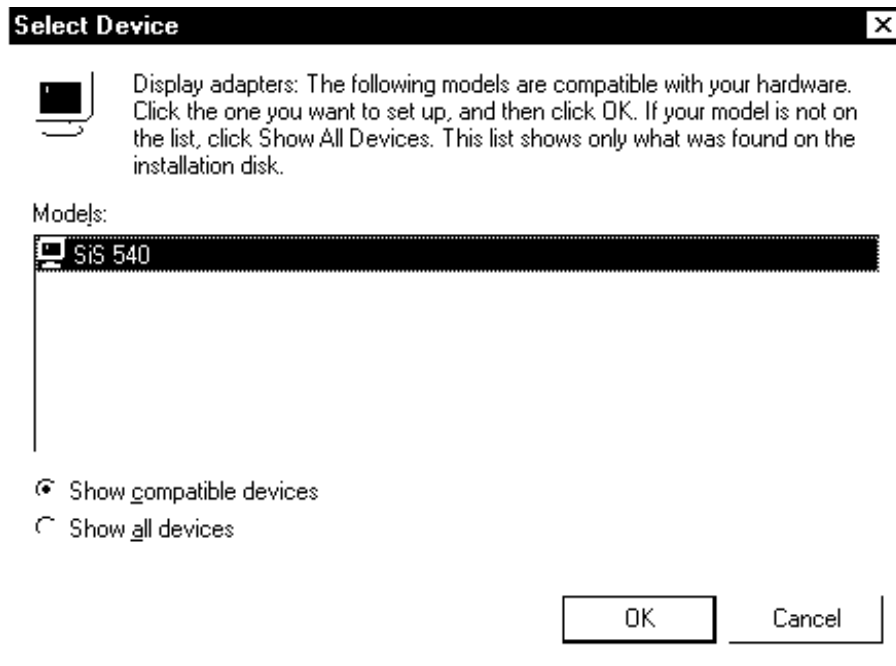 Select Device
Display adapters: The following models are compatible with your hardware.
Click the one you want to set up, and then click OK. If your model is not on
the list, click Show All Devices. This list shows only what was found on the
installation disk.
Models:
SiS 540
Show compatible devices
Show all devices
OK Cancel